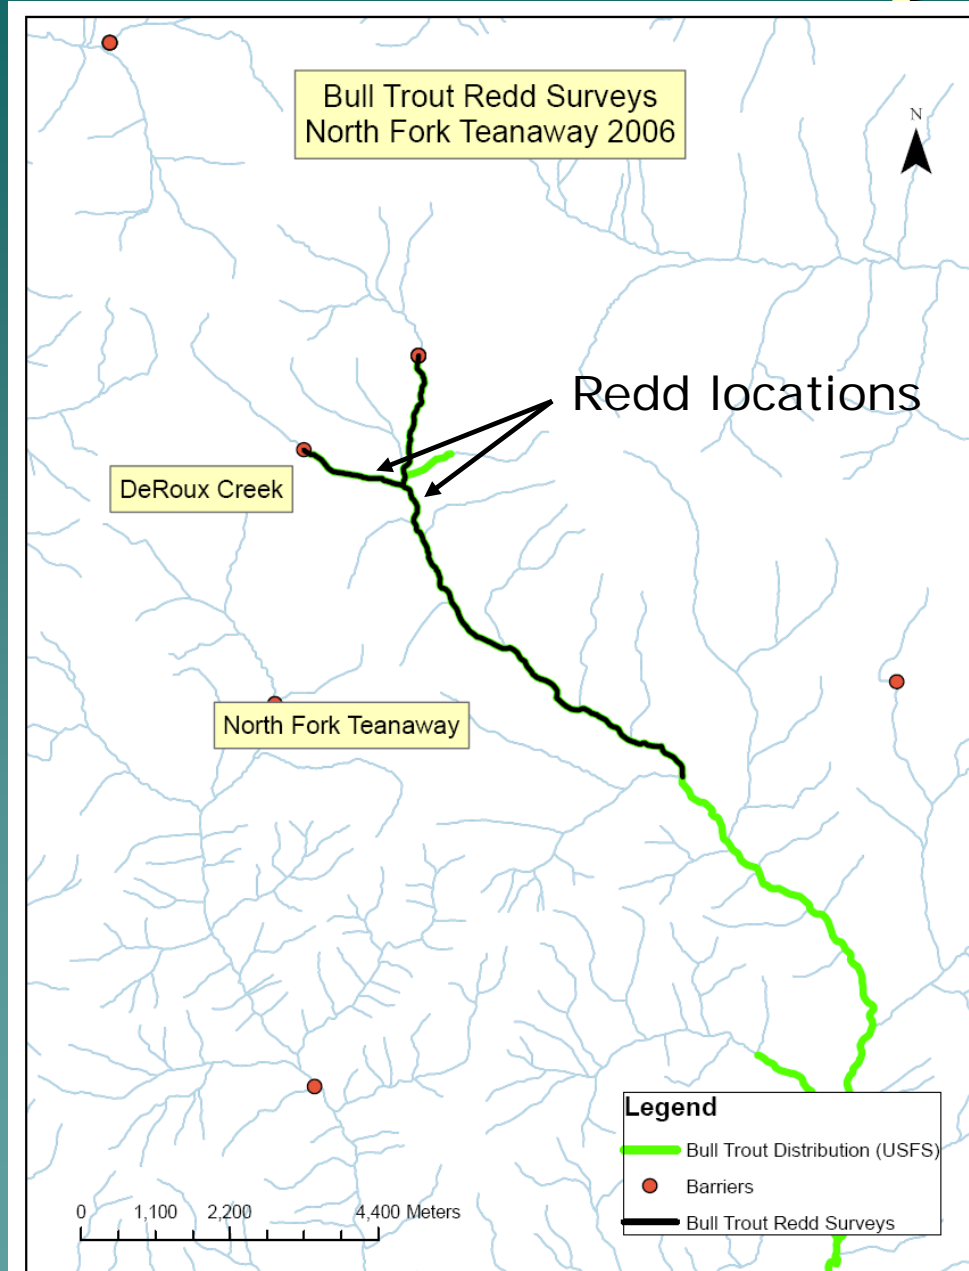 Bull Trout Redd Surveys
North Fork Teanaway 2006
N
Redd locations
DeRoux Creek
North Fork Teanaway
Legend
Bull Trout Distribution (USFS)
Barriers
Bull Trout Redd Surveys
0 1,100 2,200 4,400 Meters